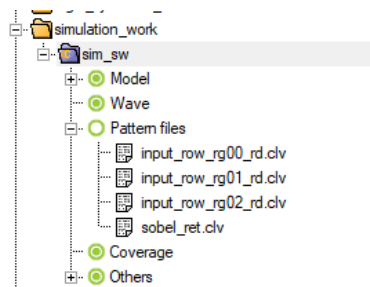 simulation_work
sim_sw
Model
Wave
Pattern files
input_row_rg00_rd.clv
input_row_rg01_rd.clv
input_row_rg02_rd.clv
sobel_ret.clv
Coverage
Others